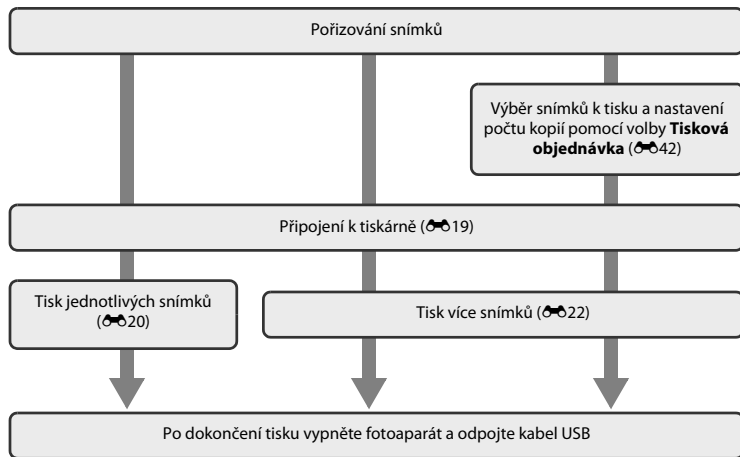 Pořizování snímků
Výběr snímků k tisku a nastavení
počtu kopií pomocí volby Tisková
objednávka (42)
Připojení k tiskárně (19)
Tisk jednotlivých snímků
(20)
Tisk více snímků (22)
Po dokončení tisku vypněte fotoaparát a odpojte kabel USB